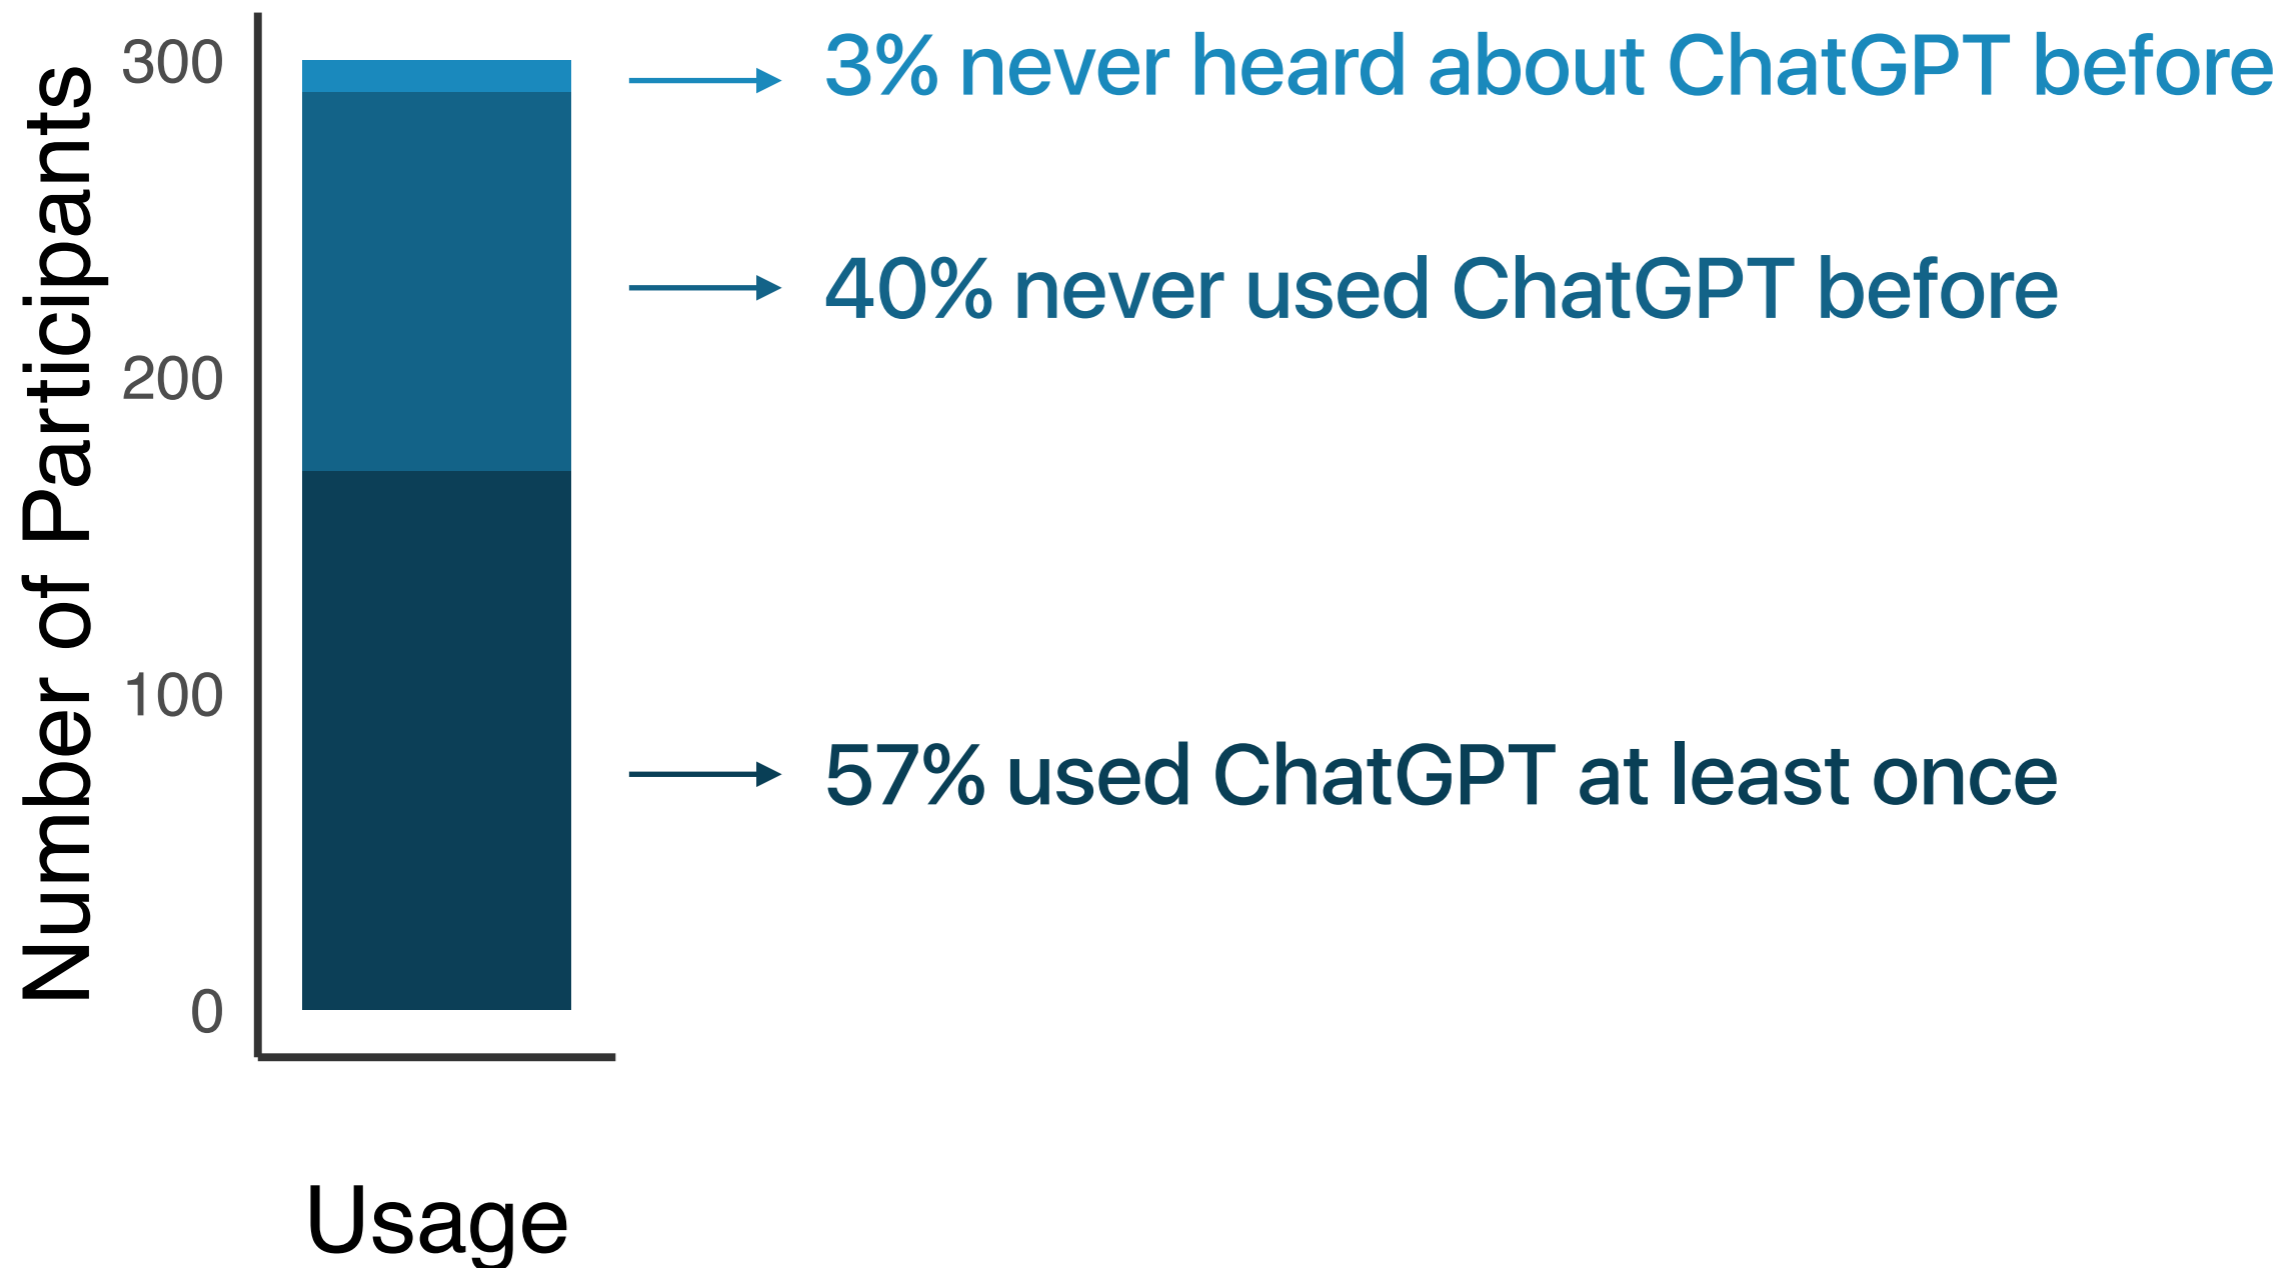 Number of Participants
300
200
100
0
3% never heard about ChatGPT before
40% never used ChatGPT before
57% used ChatGPT at least once
Usage